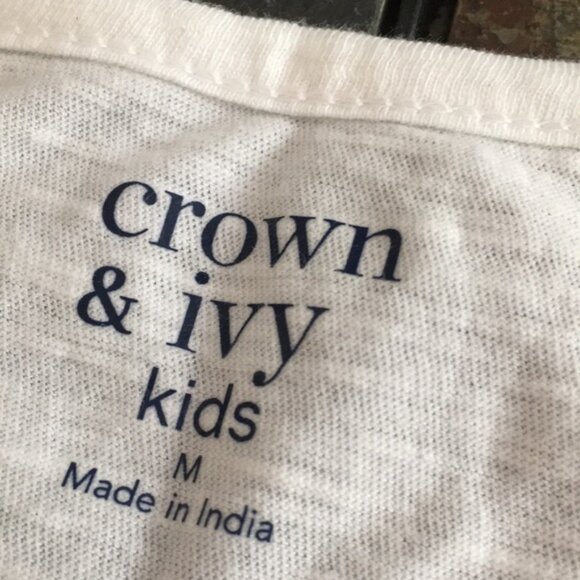 crown
& ivy
kids
M
Made in India